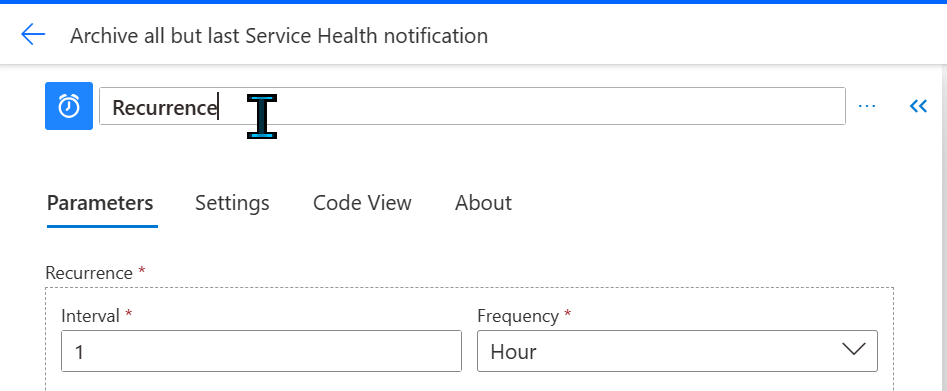 Archive all but last Service Health notification
Recurrence
Parameters Settings Code View About
Recurrence *
Interval * Frequency *
1 Hour